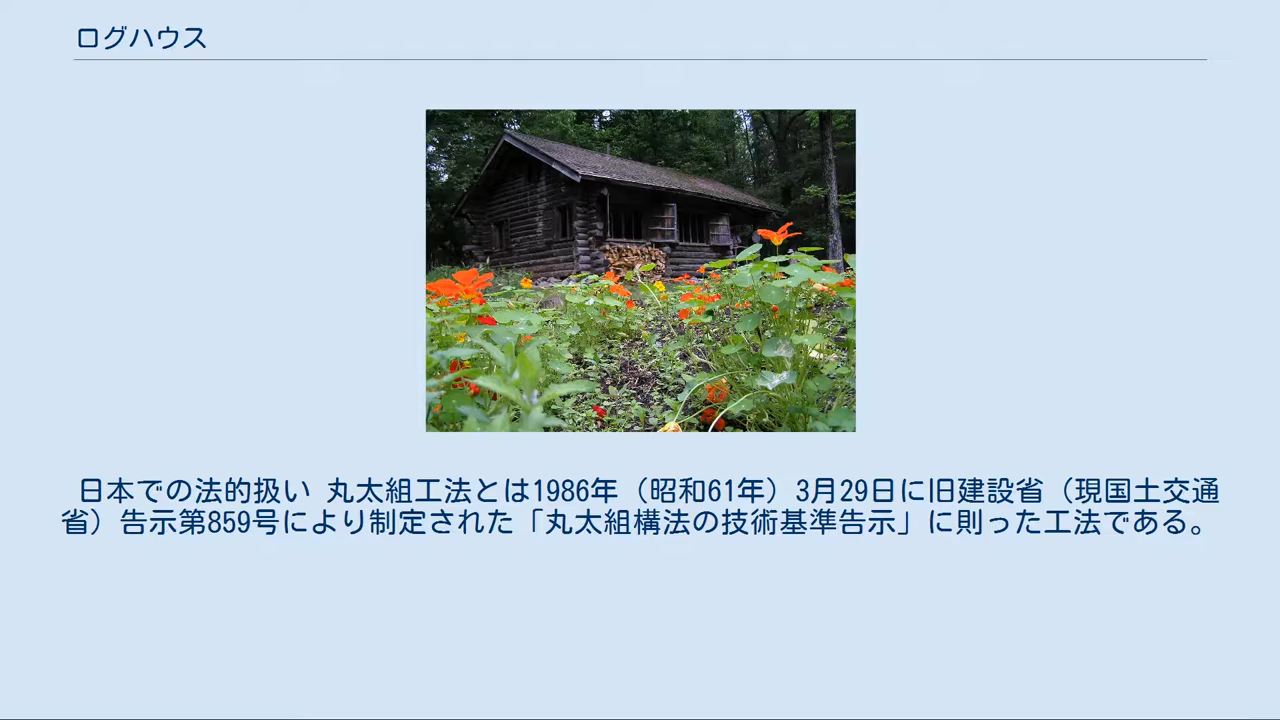 ログハウス
日本での法的扱い 丸太組工法とは1986年（昭和61年）3月29日に旧建設省（現国土交通
省）告示第859号により制定された「丸太組構法の技術基準告示」に則った工法である。